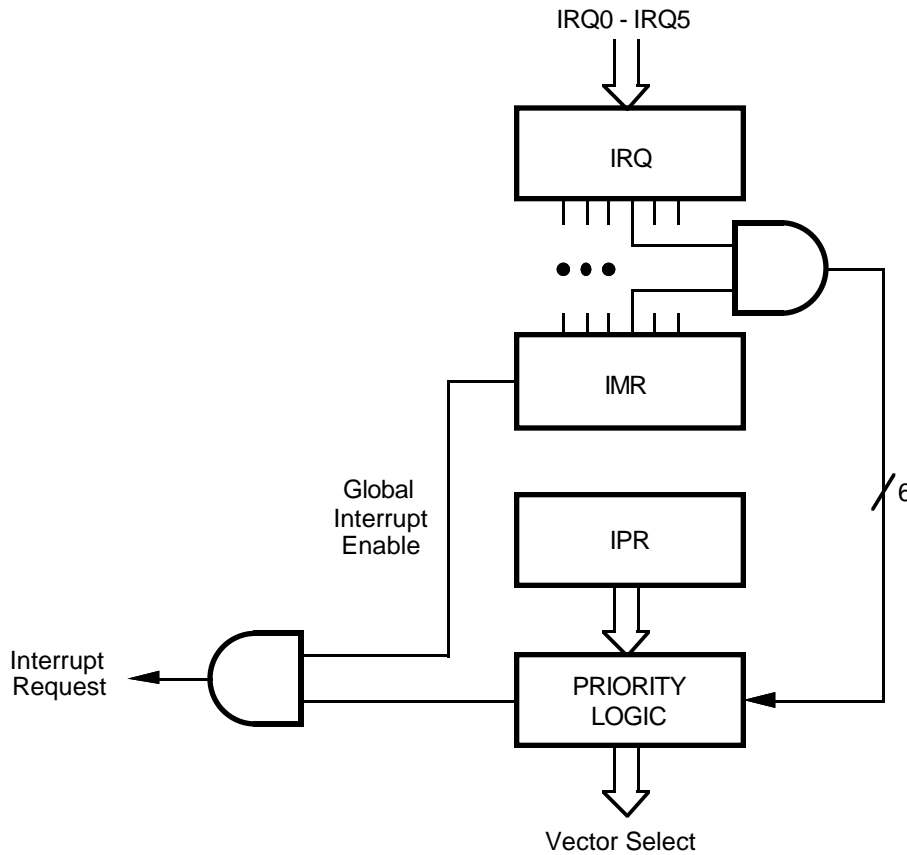 IRQ0 - IRQ5
IRQ
IMR
Global
Interrupt
Enable
6
IPR
Interrupt
Request
PRIORITY
LOGIC
Vector Select